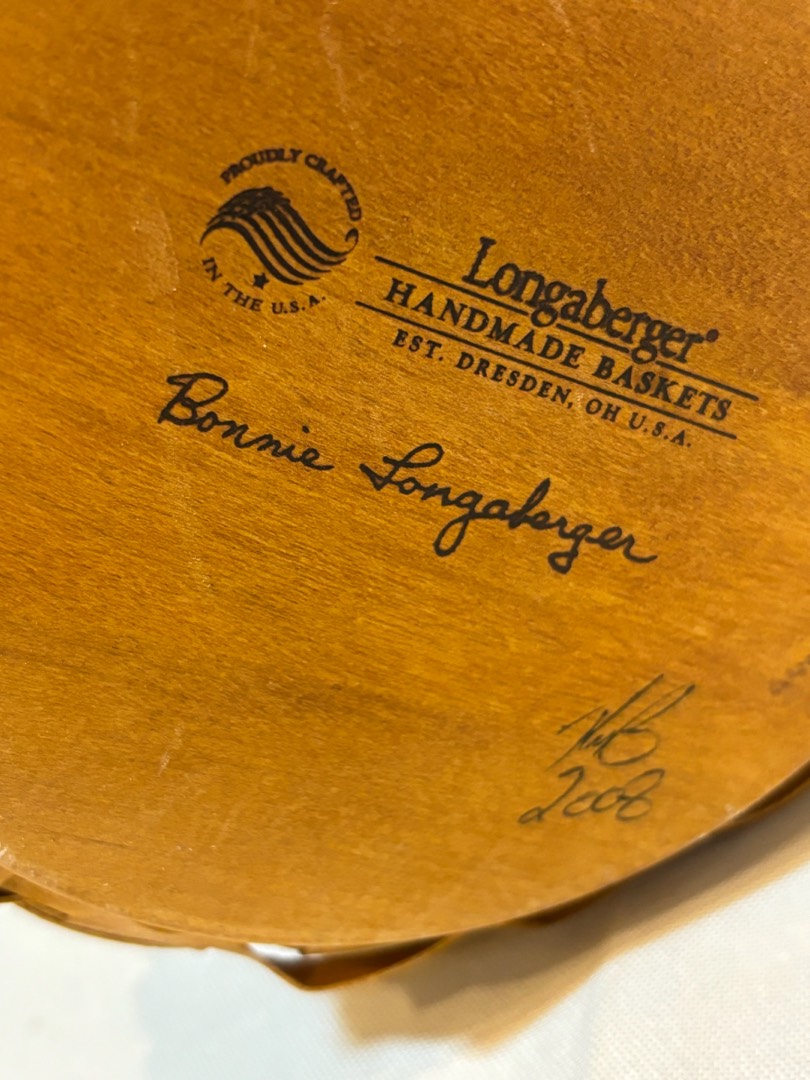 PROUDLY CRAFTED
IN THE U.S.A.
Longaberger®
HANDMADE BASKETS
EST. DRESDEN, OH U.S.A.
Bonnie Longaberger
2008